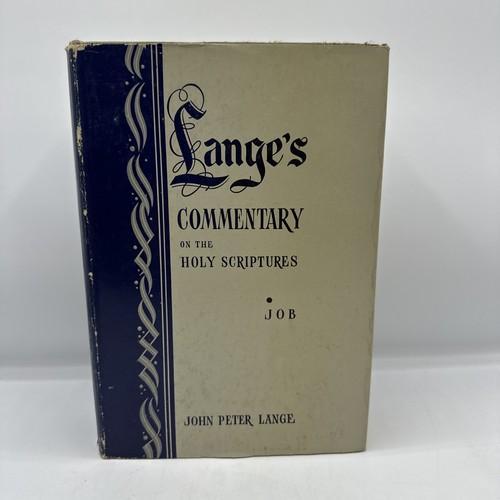 Lange's
COMMENTARY
ON THE
HOLY SCRIPTURES
•
JOB
JOHN PETER LANGE